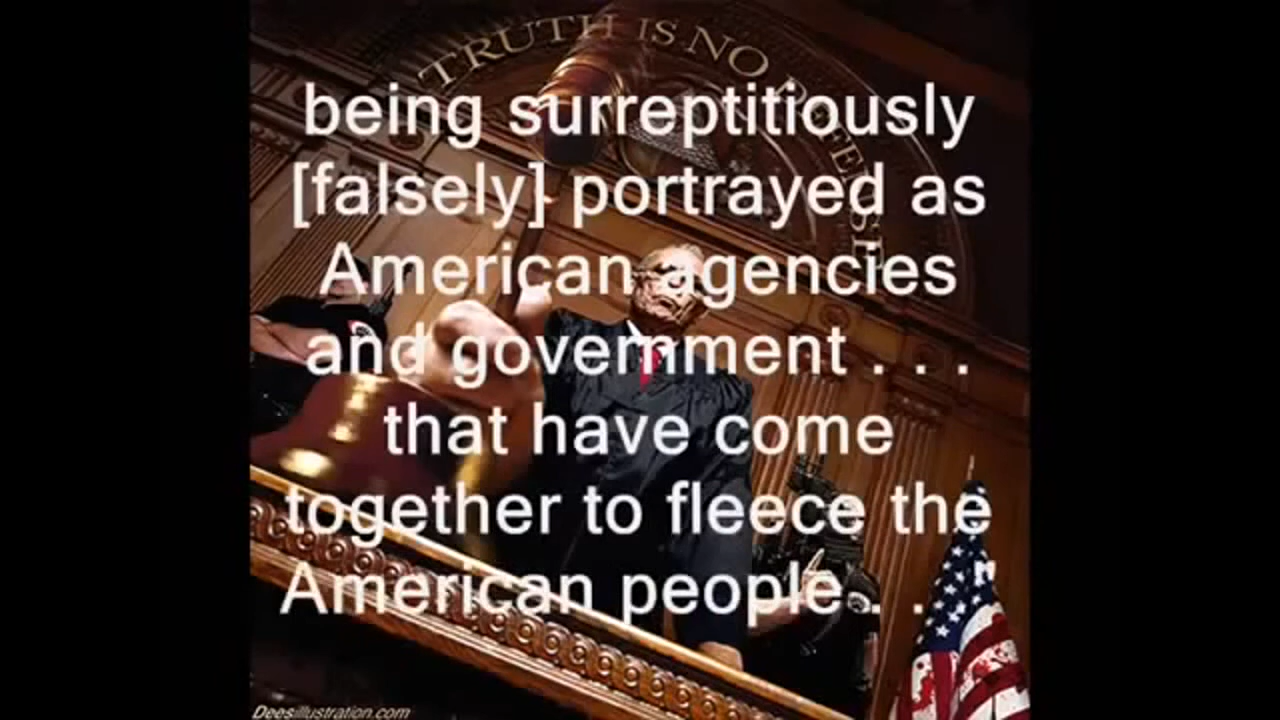 TRUTH IS NO DEFENSE
being surreptitiously
[falsely] portrayed as
American agencies
and government . . .
that have come
together to fleece the
American people . . "
Deesillustration.com